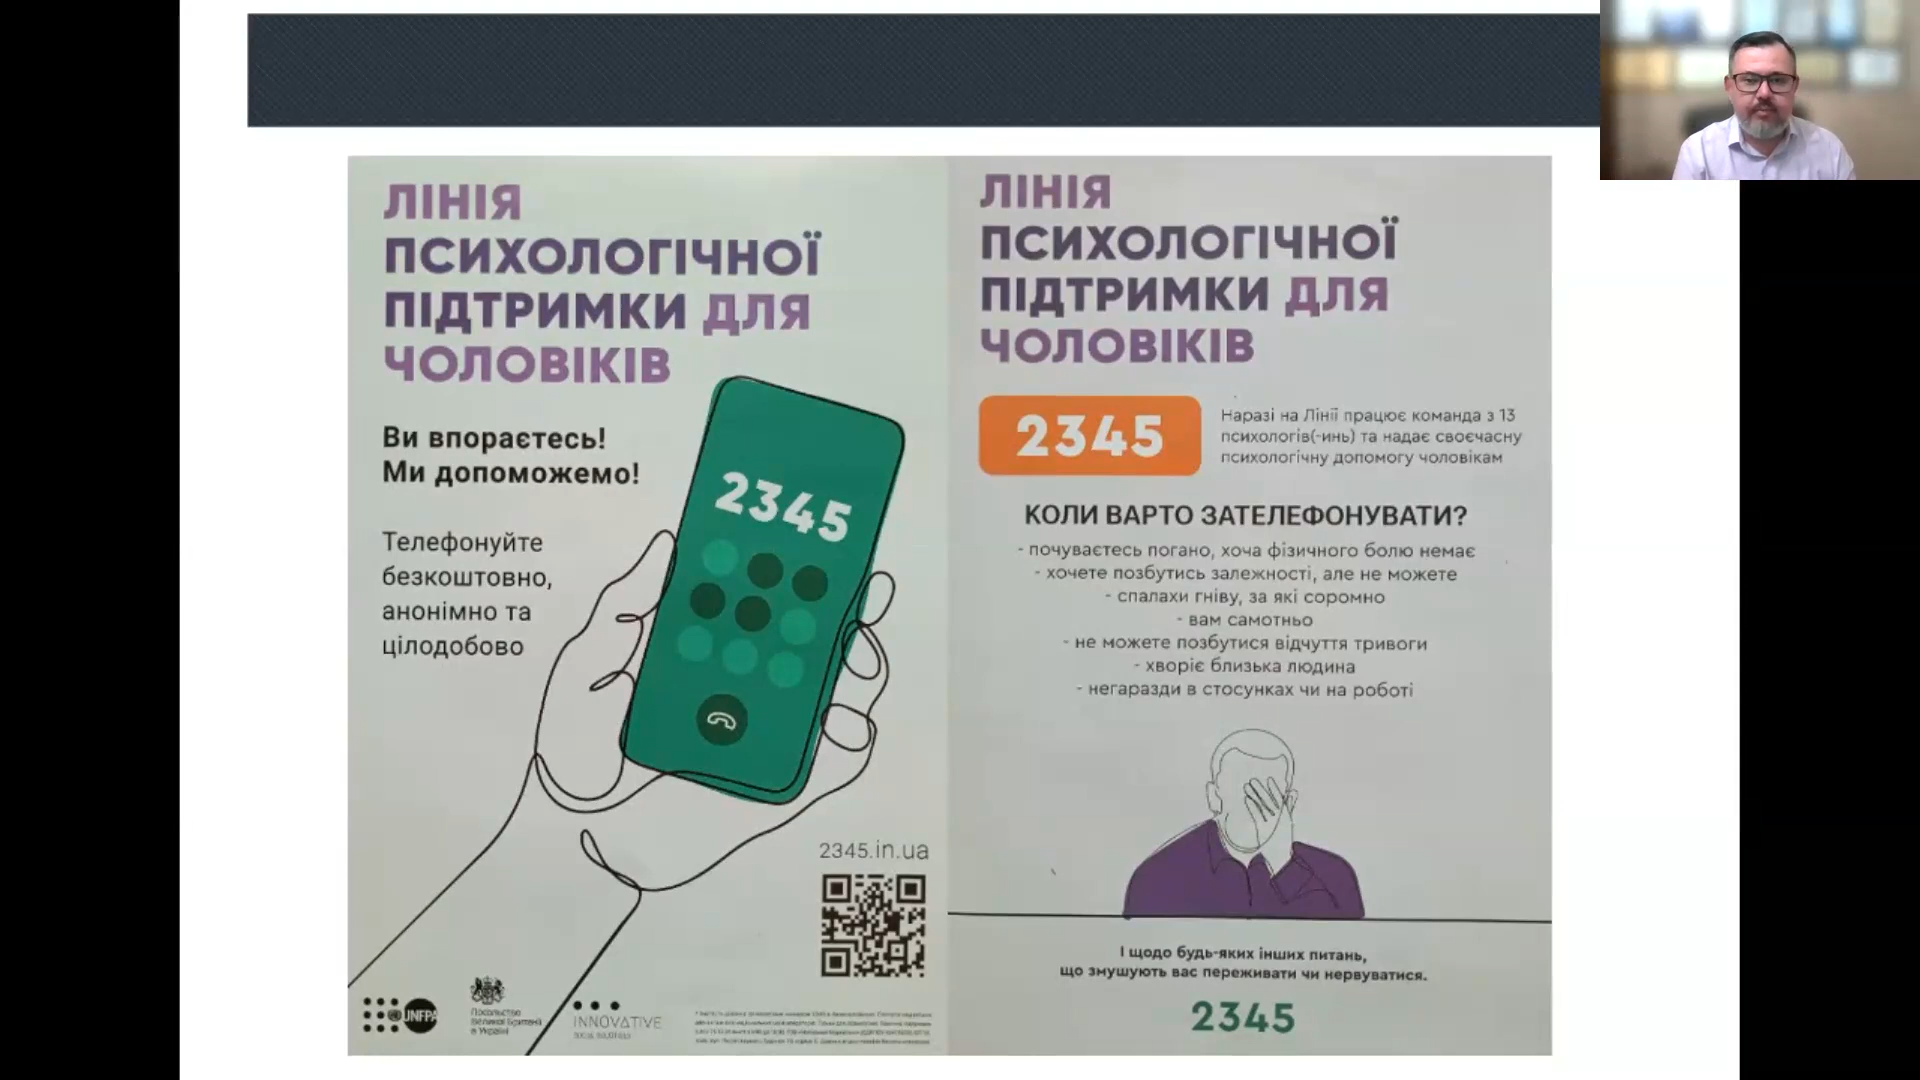 ЛІНІЯ
ПСИХОЛОГІЧНОЇ
ПІДТРИМКИ ДЛЯ
ЧОЛОВІКІВ
Ви впораєтесь!
Ми допоможемо!
Телефонуйте
безкоштовно,
анонімно та
цілодобово
2345
2345.in.ua
UNFPA
Посольство
Великої Британії
в Україні
INNOVATIVE
ЛІНІЯ
ПСИХОЛОГІЧНОЇ
ПІДТРИМКИ ДЛЯ
ЧОЛОВІКІВ
2345
Наразі на Лінії працює команда з 13
психологів(-инь) та надає своєчасну
психологічну допомогу чоловікам
КОЛИ ВАРТО ЗАТЕЛЕФОНУВАТИ?
- почуваєтесь погано, хоча фізичного болю немає
- хочете позбутись залежності, але не можете
- спалахи гніву, за які соромно
- вам самотньо
- не можете позбутися відчуття тривоги
- хворіє близька людина
- негаразди в стосунках чи на роботі
І щодо будь-яких інших питань,
що змушують вас переживати чи нервуватися.
2345